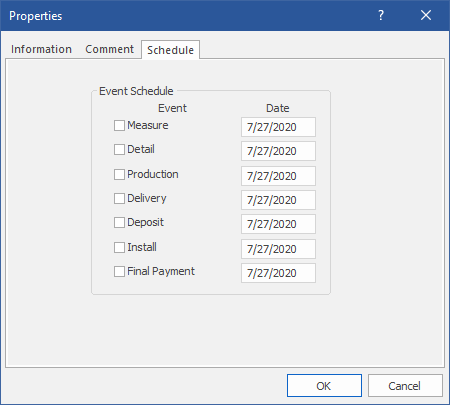 Properties
?
Information Comment Schedule
Event Schedule
Event Date
Measure 7/27/2020
Detail 7/27/2020
Production 7/27/2020
Delivery 7/27/2020
Deposit 7/27/2020
Install 7/27/2020
Final Payment 7/27/2020
OK Cancel